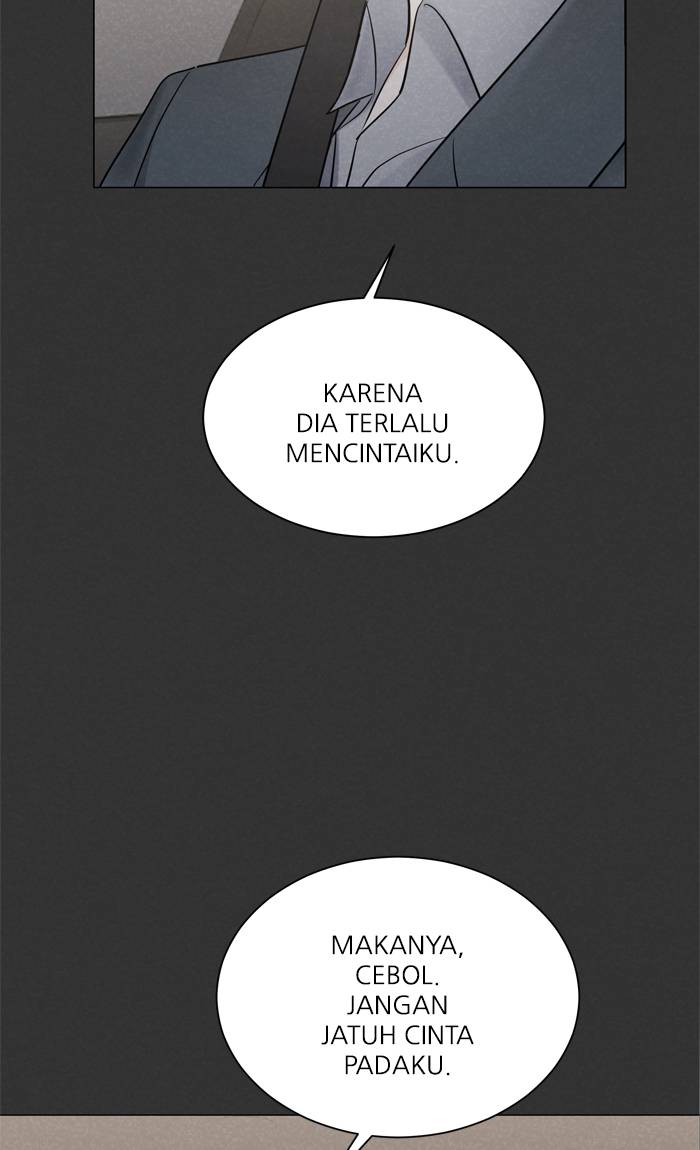 KARENA
DIA TERLALU
MENCINTAIKU.
MAKANYA,
CEBOL.
JANGAN
JATUH CINTA
PADAKU.